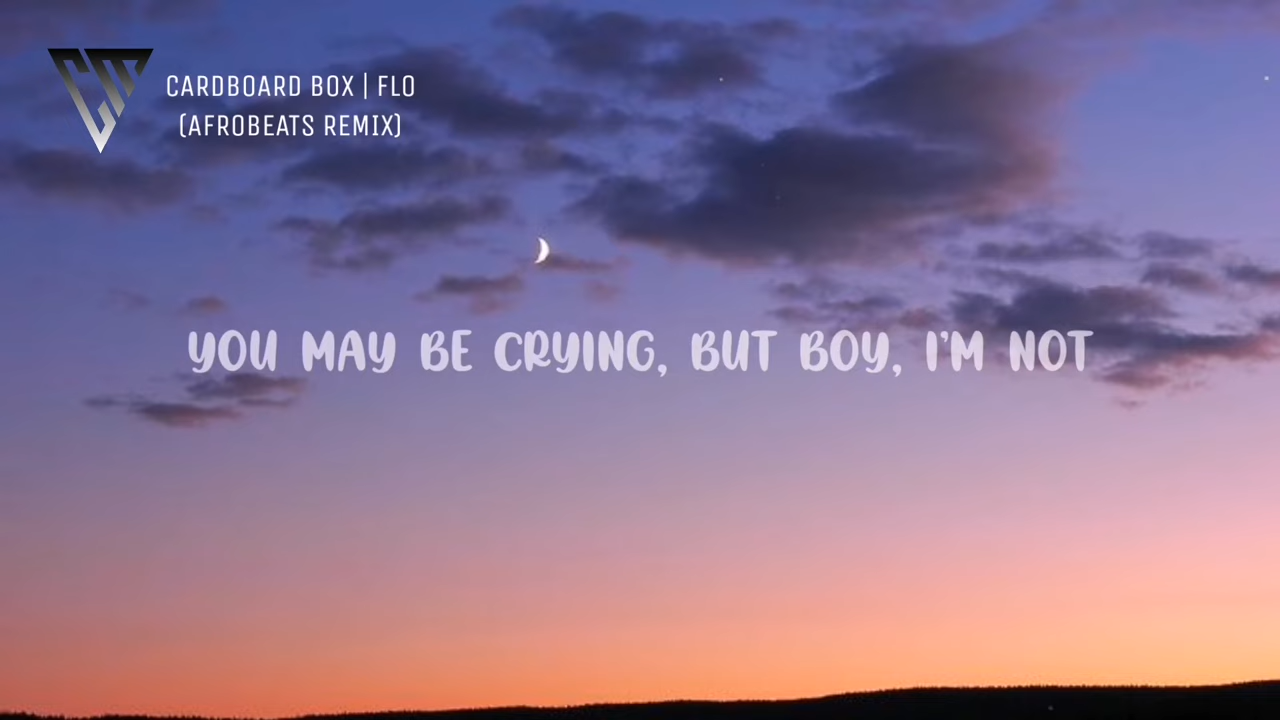 CARDBOARD BOX | FLO
(AFROBEATS REMIX)
YOU MAY BE CRYING, BUT BOY, I'M NOT